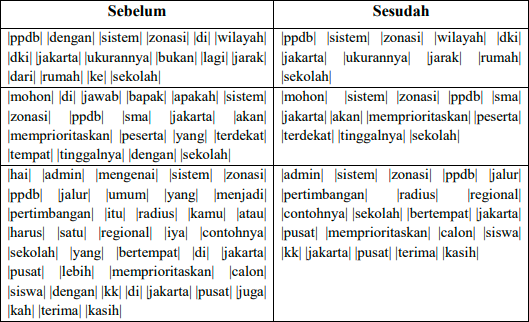 Sebelum
Sesudah
|ppdb| |dengan| |sistem| |zonasi| |di| |wilayah|
|dki| |jakarta| |ukurannya| |bukan| |lagi| |jarak|
|dari| |rumah| |ke| |sekolah|
|ppdb| |sistem| |zonasi| |wilayah| |dki|
|jakarta| |ukurannya| |jarak| |rumah|
|sekolah|
|mohon| |di| |jawab| |bapak| |apakah| |sistem|
|zonasi| |ppdb| |sma| |jakarta| |akan|
|memprioritaskan| |peserta| |yang| |terdekat|
|tempat| |tinggalnya| |dengan| |sekolah|
|mohon| |sistem| |zonasi| |ppdb| |sma|
|jakarta| |akan| |memprioritaskan| |peserta|
|terdekat| |tinggalnya| |sekolah|
|hai| |admin| |mengenai| |sistem| |zonasi|
|ppdb| |jalur| |umum| |yang| |menjadi|
|pertimbangan| |itu| |radius| |kamu| |atau|
|harus| |satu| |regional| |iya| |contohnya|
|sekolah| |yang| |bertempat| |di| |jakarta|
|pusat| |lebih| |memprioritaskan| |calon|
|siswa| |dengan| |kk| |di| |jakarta| |pusat| |juga|
|kah| |terima| |kasih|
|admin| |sistem| |zonasi| |ppdb| |jalur|
|pertimbangan| |radius| |regional|
|contohnya| |sekolah| |bertempat| |jakarta|
|pusat| |memprioritaskan| |calon| |siswa|
|kk| |jakarta| |pusat| |terima| |kasih|